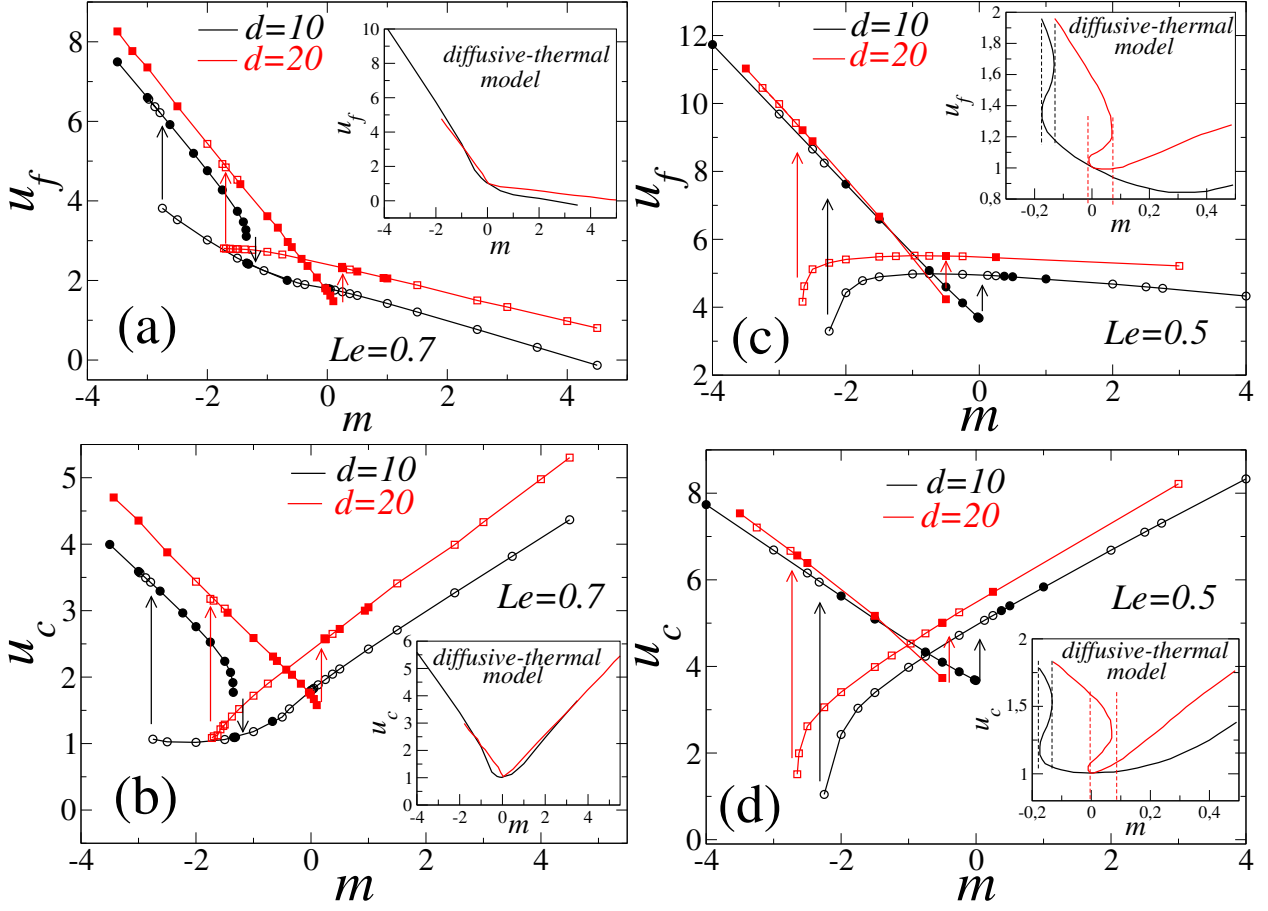 8
6
4
2
0
u_f
d=10
d=20
10
8
6
4
2
0
u_f
diffusive-thermal
model
-4 -2 0 2 4
m
(a)
Le=0.7
-4 -2 0 2 4
m
12
10
8
6
4
2
u_f
d=10
d=20
2
1,8
1,6
1,4
1,2
1
0,8
u_f
diffusive-thermal
model
-0,2 0 0,2 0,4
m
(c)
Le=0.5
-4 -2 0 2 4
m
5
4
3
2
1
0
u_c
d=10
d=20
Le=0.7
6
5
4
3
2
1
0
u_c
diffusive-thermal
model
-4 -2 0 2 4
m
(b)
-4 -2 0 2 4
m
8
6
4
2
0
u_c
d=10
d=20
Le=0.5
2
1,5
1
u_c
diffusive-thermal
model
-0,2 0 0,2 0,4
m
(d)
-4 -2 0 2 4
m